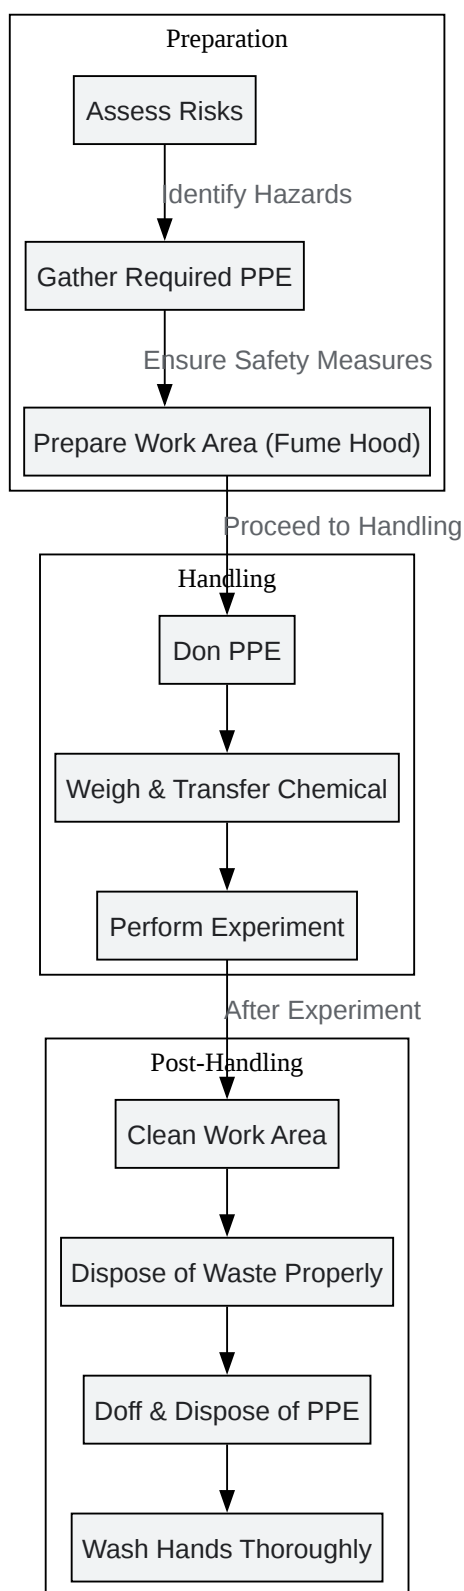 Preparation
Assess Risks
Identify Hazards
Gather Required PPE
Ensure Safety Measures
Prepare Work Area (Fume Hood)
Proceed to Handling
Handling
Don PPE
Weigh & Transfer Chemical
Perform Experiment
After Experiment
Post-Handling
Clean Work Area
Dispose of Waste Properly
Doff & Dispose of PPE
Wash Hands Thoroughly